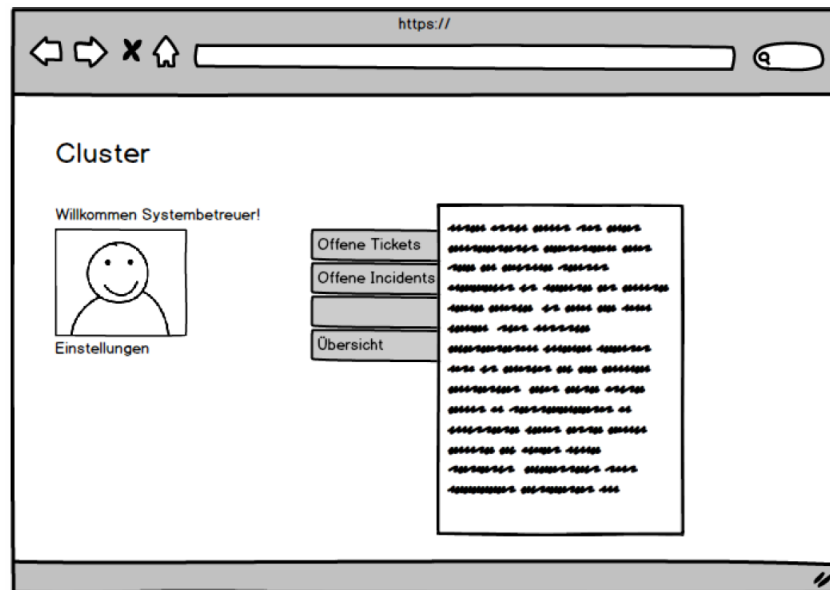 https://
Cluster
Willkommen Systembetreuer!
Offene Tickets
Offene Incidents
Übersicht
Einstellungen